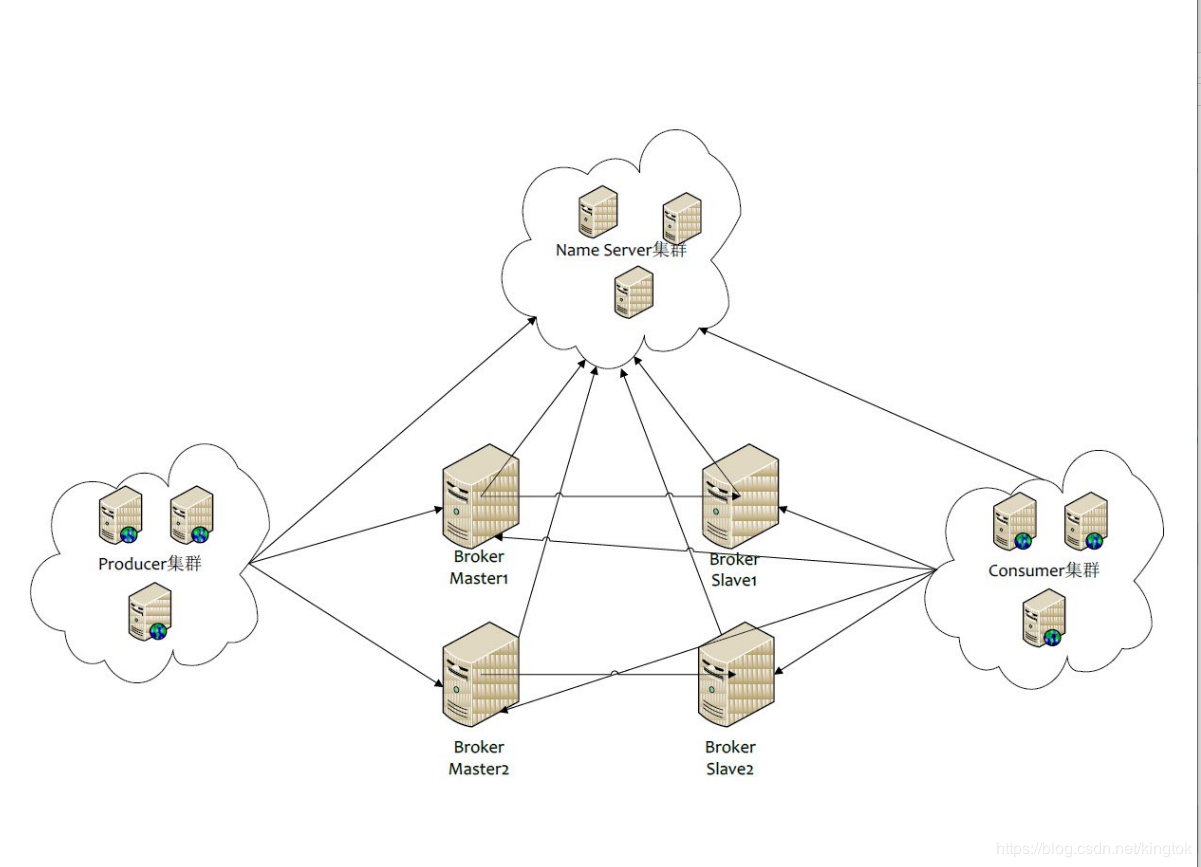 Name Server集群
Producer集群
Broker
Master1
Broker
Slave1
Consumer集群
Broker
Master2
Broker
Slave2
https://blog.csdn.net/kingtok